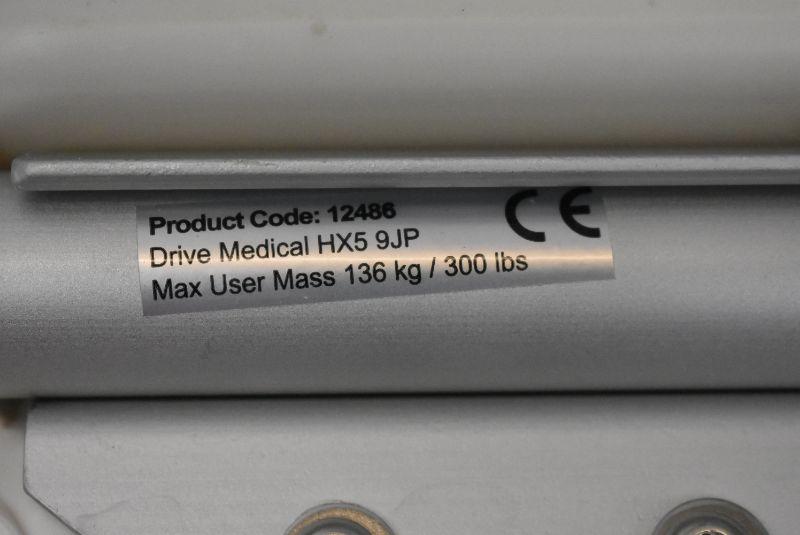 Product Code: 12486
Drive Medical HX5 9JP
Max User Mass 136 kg / 300 lbs
CE